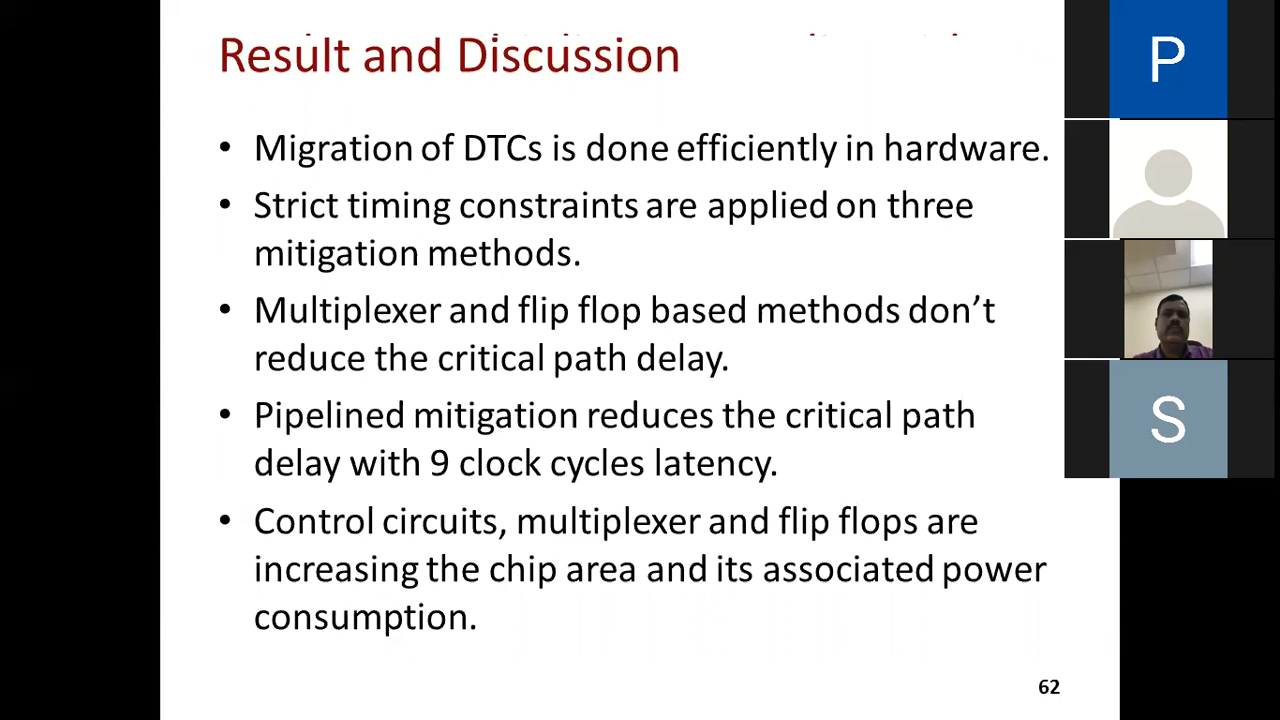 Result and Discussion
• Migration of DTCs is done efficiently in hardware.
• Strict timing constraints are applied on three
mitigation methods.
• Multiplexer and flip flop based methods don't
reduce the critical path delay.
• Pipelined mitigation reduces the critical path
delay with 9 clock cycles latency.
• Control circuits, multiplexer and flip flops are
increasing the chip area and its associated power
consumption.
62
P
S